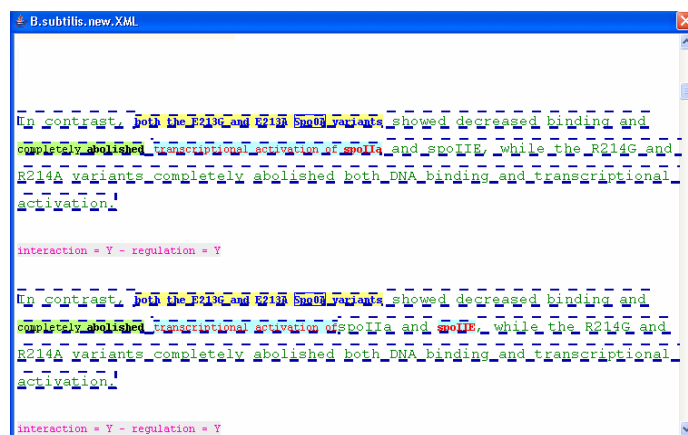 B.subtilis.new.XML
In contrast, both the E213G and E213A Spo0A variants showed decreased binding and
completely abolished transcriptional activation of spoIIa and spoIIE, while the R214G and
R214A variants completely abolished both DNA binding and transcriptional
activation.
interaction = Y - regulation = Y
In contrast, both the E213G and E213A Spo0A variants showed decreased binding and
completely abolished transcriptional activation of spoIIa and spoIIE, while the R214G and
R214A variants completely abolished both DNA binding and transcriptional
activation.
interaction = Y - regulation = Y